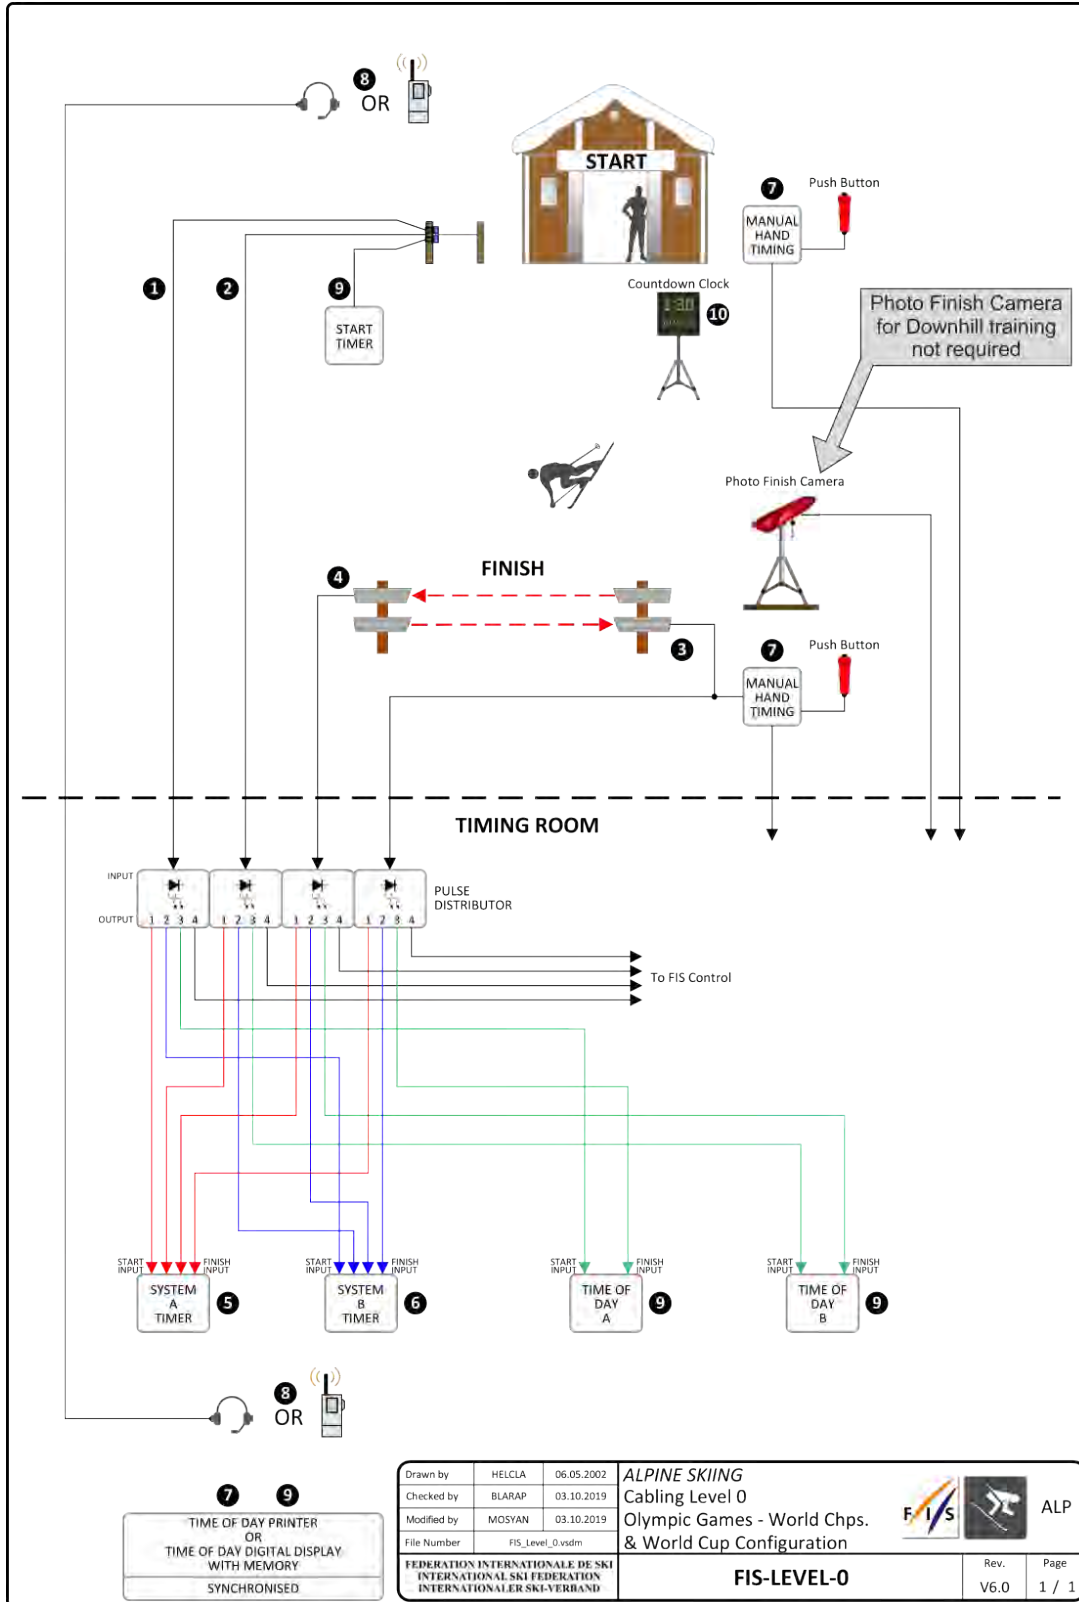 8
OR
START
7
Push Button
MANUAL
HAND
TIMING
1
2
9
START
TIMER
Countdown Clock
1:30
10
Photo Finish Camera
for Downhill training
not required
Photo Finish Camera
4
FINISH
3
7
Push Button
MANUAL
HAND
TIMING
TIMING ROOM
INPUT
PULSE
DISTRIBUTOR
OUTPUT
1 2 3 4 1 2 3 4 1 2 3 4 1 2 3 4
To FIS Control
START
INPUT
FINISH
INPUT
START
INPUT
FINISH
INPUT
START
INPUT
FINISH
INPUT
START
INPUT
FINISH
INPUT
SYSTEM
A
TIMER
5
SYSTEM
B
TIMER
6
TIME OF
DAY
A
9
TIME OF
DAY
B
9
8
OR
7 9
TIME OF DAY PRINTER
OR
TIME OF DAY DIGITAL DISPLAY
WITH MEMORY
SYNCHRONISED
Drawn by HELCLA 06.05.2002
Checked by BLARAP 03.10.2019
Modified by MOSYAN 03.10.2019
File Number FIS_Level_0.vsdm
FEDERATION INTERNATIONALE DE SKI
INTERNATIONAL SKI FEDERATION
INTERNATIONALER SKI-VERBAND
ALPINE SKIING
Cabling Level 0
Olympic Games - World Chps.
& World Cup Configuration
FIS
ALP
FIS-LEVEL-0
Rev.
V6.0
Page
1 / 1